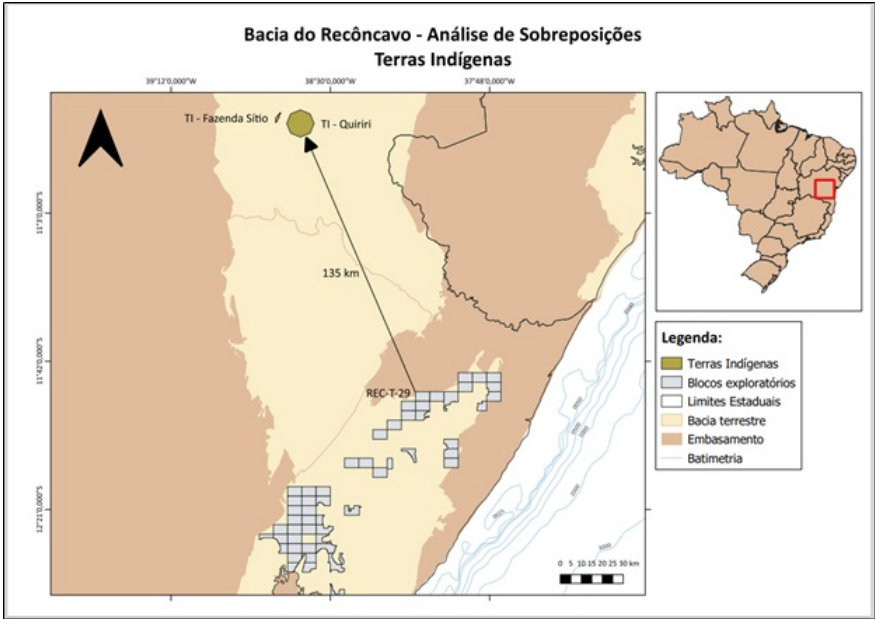 Bacia do Recôncavo - Análise de Sobreposições
Terras Indígenas
39°12'0,000"W
38°30'0,000"W
37°48'0,000"W
TI - Fazenda Sítio
TI - Quiriri
11°3'0,000"S
135 km
11°42'0,000"S
REC-T-29
12°21'0,000"S
0 5 10 15 20 25 30 km
Legenda:
Terras Indígenas
Blocos exploratórios
Limites Estaduais
Bacia terrestre
Embasamento
Batimetria